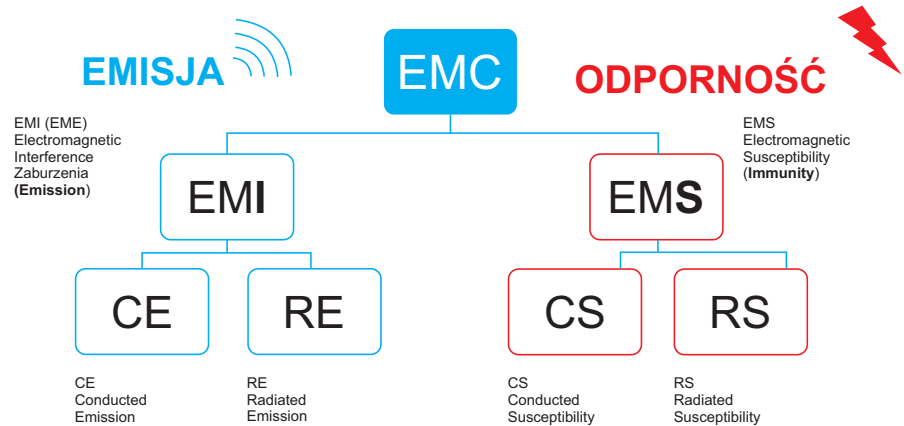 EMISJA
EMC
ODPORNOŚĆ
EMI (EME)
Electromagnetic
Interference
Zaburzenia
(Emission)
EMS
Electromagnetic
Susceptibility
(Immunity)
EMI
EMS
CE
RE
CS
RS
CE
Conducted
Emission
RE
Radiated
Emission
CS
Conducted
Susceptibility
RS
Radiated
Susceptibility